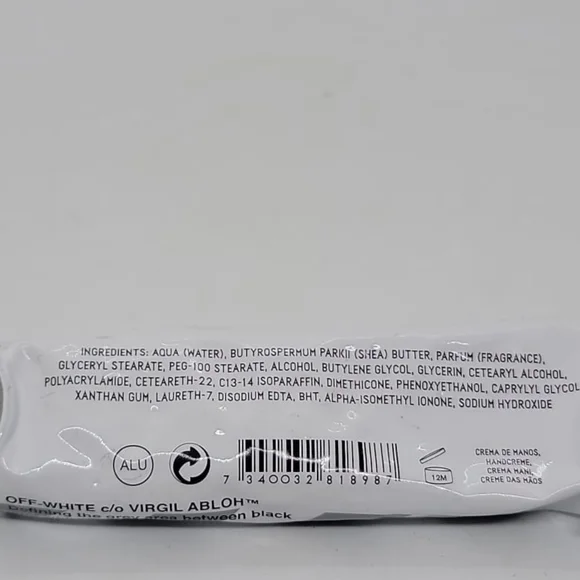 INGREDIENTS: AQUA (WATER), BUTYROSPERMUM PARKII (SHEA) BUTTER, PARFUM (FRAGRANCE),
GLYCERYL STEARATE, PEG-100 STEARATE, ALCOHOL, BUTYLENE GLYCOL, GLYCERIN, CETEARYL ALCOHOL,
POLYACRYLAMIDE, CETEARETH-22, C13-14 ISOPARAFFIN, DIMETHICONE, PHENOXYETHANOL, CAPRYLYL GLYCOL
XANTHAN GUM, LAURETH-7, DISODIUM EDTA, BHT, ALPHA-ISOMETHYL IONONE, SODIUM HYDROXIDE
ALU
7 340032 818987
12M
CREMA DE MANOS,
HANDCREME,
CREMA MANI,
CREME DAS MÃOS
OFF-WHITE c/o VIRGIL ABLOH™
Defining the grey area between black